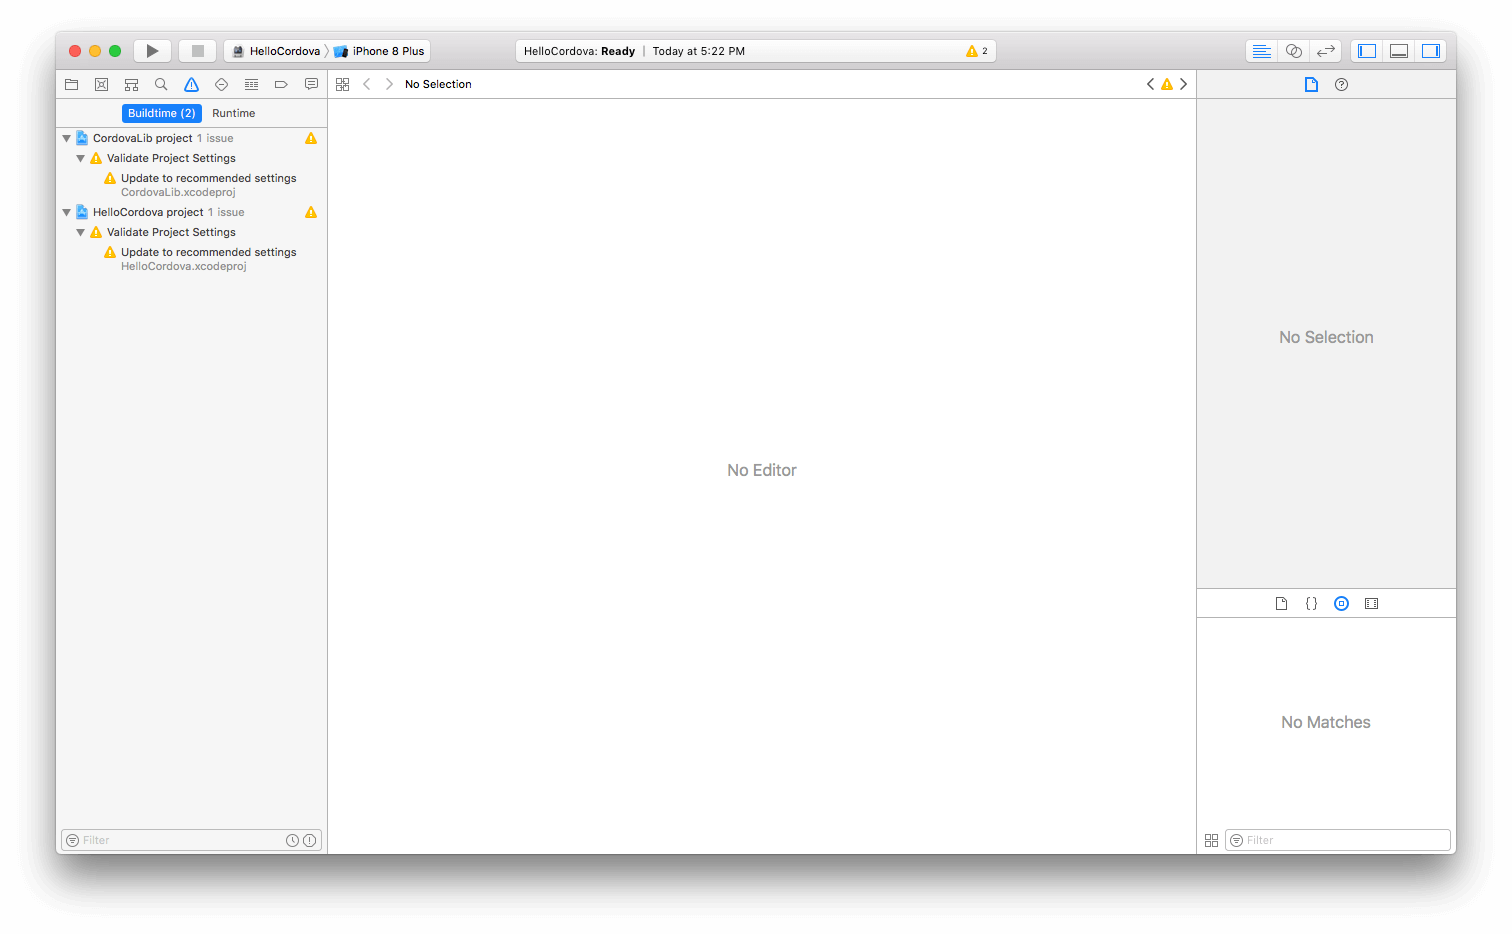 HelloCordova
iPhone 8 Plus
HelloCordova: Ready
Today at 5:22 PM
2
No Selection
Buildtime (2)
Runtime
CordovaLib project 1 issue
Validate Project Settings
Update to recommended settings
CordovaLib.xcodeproj
HelloCordova project 1 issue
Validate Project Settings
Update to recommended settings
HelloCordova.xcodeproj
No Editor
No Selection
No Matches
Filter
Filter